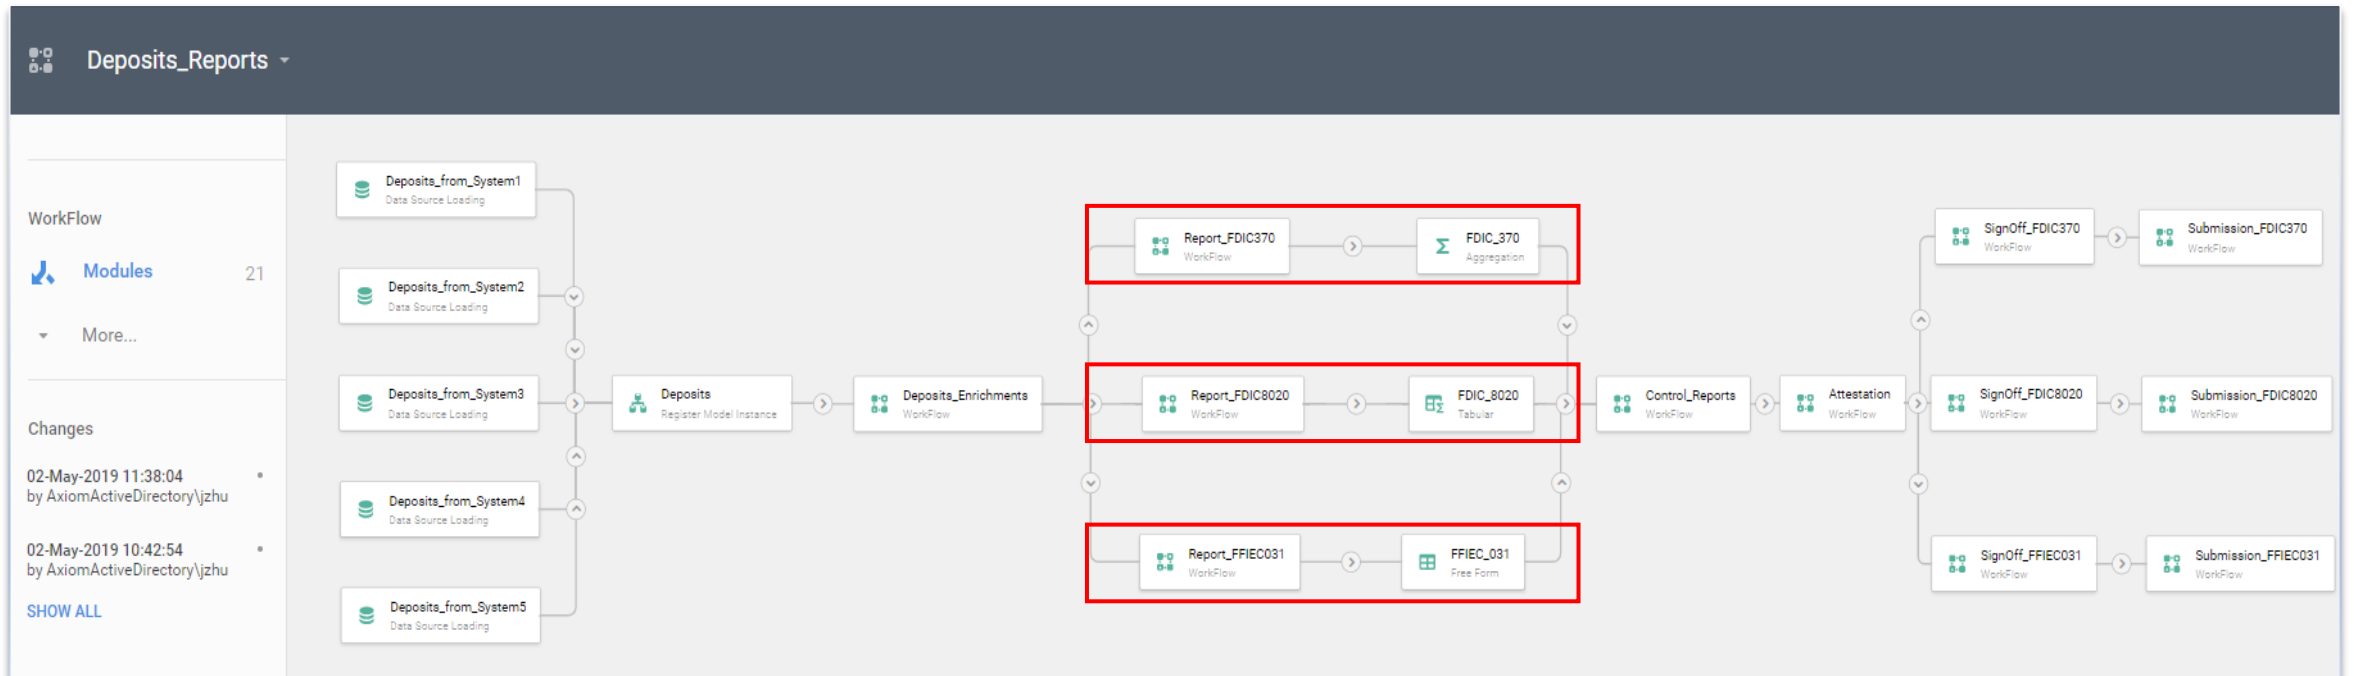 Deposits_Reports
WorkFlow
Modules 21
More...
Changes
02-May-2019 11:38:04
by AxiomActiveDirectory\jzhu
02-May-2019 10:42:54
by AxiomActiveDirectory\jzhu
SHOW ALL
Deposits_from_System1
Data Source Loading
Deposits_from_System2
Data Source Loading
Deposits_from_System3
Data Source Loading
Deposits_from_System4
Data Source Loading
Deposits_from_System5
Data Source Loading
Deposits
Register Model Instance
Deposits_Enrichments
WorkFlow
Report_FDIC370
WorkFlow
FDIC_370
Aggregation
Report_FDIC8020
WorkFlow
FDIC_8020
Tabular
Report_FFIEC031
WorkFlow
FFIEC_031
Free Form
Control_Reports
WorkFlow
Attestation
WorkFlow
SignOff_FDIC370
WorkFlow
Submission_FDIC370
WorkFlow
SignOff_FDIC8020
WorkFlow
Submission_FDIC8020
WorkFlow
SignOff_FFIEC031
WorkFlow
Submission_FFIEC031
WorkFlow